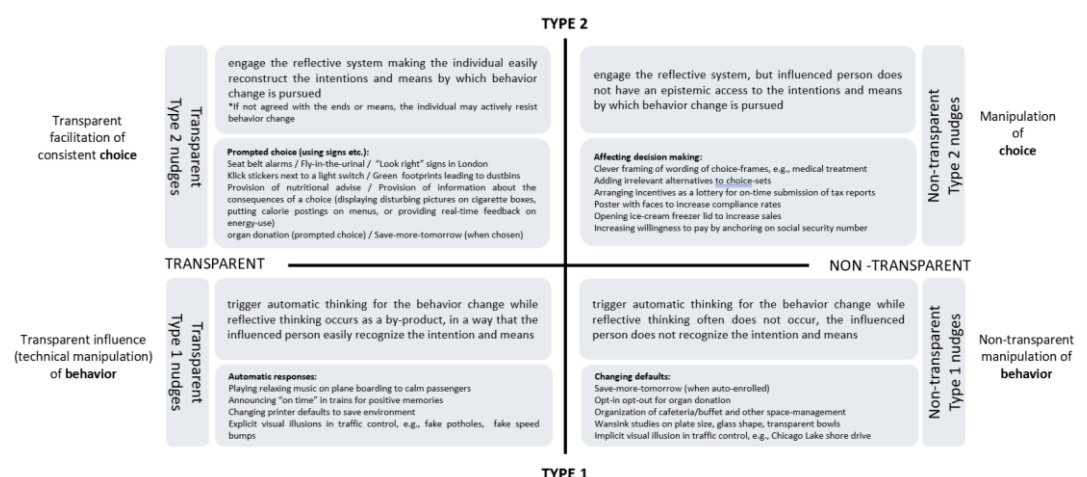 TYPE 2
Transparent
facilitation of
consistent choice
Transparent
Type 2 nudges
engage the reflective system making the individual easily
reconstruct the intentions and means by which behavior
change is pursued
*If not agreed with the ends or means, the individual may actively resist
behavior change
Prompted choice (using signs etc.):
Seat belt alarms / Fly-in-the-urinal / "Look right" signs in London
Klick stickers next to a light switch / Green footprints leading to dustbins
Provision of nutritional advise / Provision of information about the
consequences of a choice (displaying disturbing pictures on cigarette boxes,
putting calorie postings on menus, or providing real-time feedback on
energy-use)
organ donation (prompted choice) / Save-more-tomorrow (when chosen)
engage the reflective system, but influenced person does
not have an epistemic access to the intentions and means
by which behavior change is pursued
Affecting decision making:
Clever framing of wording of choice-frames, e.g., medical treatment
Adding irrelevant alternatives to choice-sets
Arranging incentives as a lottery for on-time submission of tax reports
Poster with faces to increase compliance rates
Opening ice-cream freezer lid to increase sales
Increasing willingness to pay by anchoring on social security number
Non-transparent
Type 2 nudges
Manipulation
of
choice
TRANSPARENT
NON -TRANSPARENT
Transparent influence
(technical manipulation)
of behavior
Transparent
Type 1 nudges
trigger automatic thinking for the behavior change while
reflective thinking occurs as a by-product, in a way that the
influenced person easily recognize the intention and means
Automatic responses:
Playing relaxing music on plane boarding to calm passengers
Announcing "on time" in trains for positive memories
Changing printer defaults to save environment
Explicit visual illusions in traffic control, e.g., fake potholes, fake speed
bumps
trigger automatic thinking for the behavior change while
reflective thinking often does not occur, the influenced
person does not recognize the intention and means
Changing defaults:
Save-more-tomorrow (when auto-enrolled)
Opt-in opt-out for organ donation
Organization of cafeteria/buffet and other space-management
Wansink studies on plate size, glass shape, transparent bowls
Implicit visual illusion in traffic control, e.g., Chicago Lake shore drive
Non-transparent
Type 1 nudges
Non-transparent
manipulation of
behavior
TYPE 1